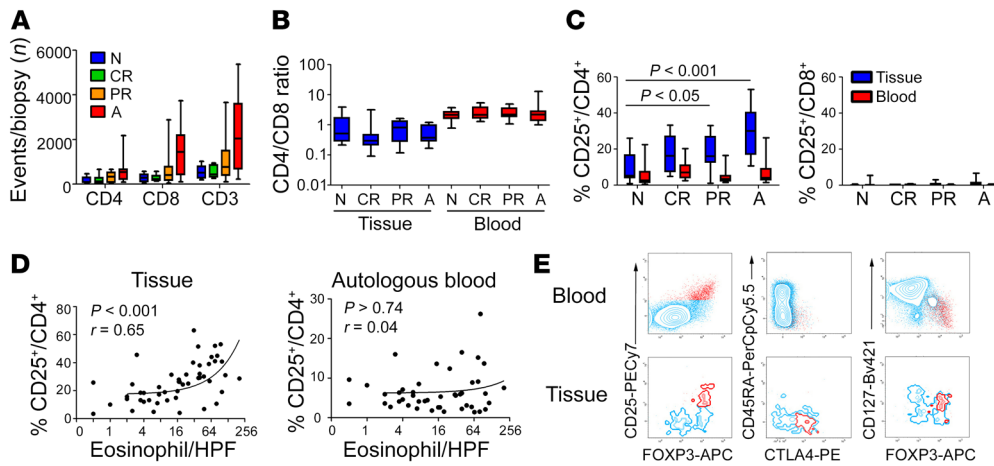 A
Events/biopsy (n)
6000
4000
2000
0
N
CR
PR
A
CD4 CD8 CD3
B
CD4/CD8 ratio
100
10
1
0.1
0.01
N CR PR A N CR PR A
Tissue Blood
C
% CD25+/CD4+
60
40
20
0
P < 0.001
P < 0.05
N CR PR A
% CD25+/CD8+
60
40
20
0
Tissue
Blood
N CR PR A
D
Tissue
% CD25+/CD4+
80
60
40
20
0
P < 0.001
r = 0.65
0 1 4 16 64 256
Eosinophil/HPF
Autologous blood
% CD25+/CD4+
30
20
10
0
P > 0.74
r = 0.04
0 1 4 16 64 256
Eosinophil/HPF
E
Blood
Tissue
CD25-PECy7
FOXP3-APC
CD45RA-PerCpCy5.5
CTLA4-PE
CD127-Bv421
FOXP3-APC